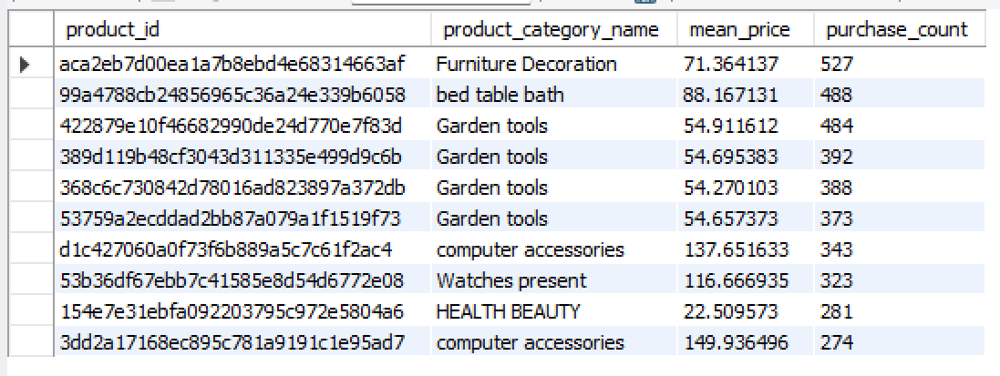 product_id product_category_name mean_price purchase_count
aca2eb7d00ea1a7b8ebd4e68314663af Furniture Decoration 71.364137 527
99a4788cb24856965c36a24e339b6058 bed table bath 88.167131 488
422879e10f46682990de24d770e7f83d Garden tools 54.911612 484
389d119b48cf3043d311335e499d9c6b Garden tools 54.695383 392
368c6c730842d78016ad823897a372db Garden tools 54.270103 388
53759a2ecddad2bb87a079a1f1519f73 Garden tools 54.657373 373
d1c427060a0f73f6b889a5c7c61f2ac4 computer accessories 137.651633 343
53b36df67ebb7c41585e8d54d6772e08 Watches present 116.666935 323
154e7e31ebfa092203795c972e5804a6 HEALTH BEAUTY 22.509573 281
3dd2a17168ec895c781a9191c1e95ad7 computer accessories 149.936496 274